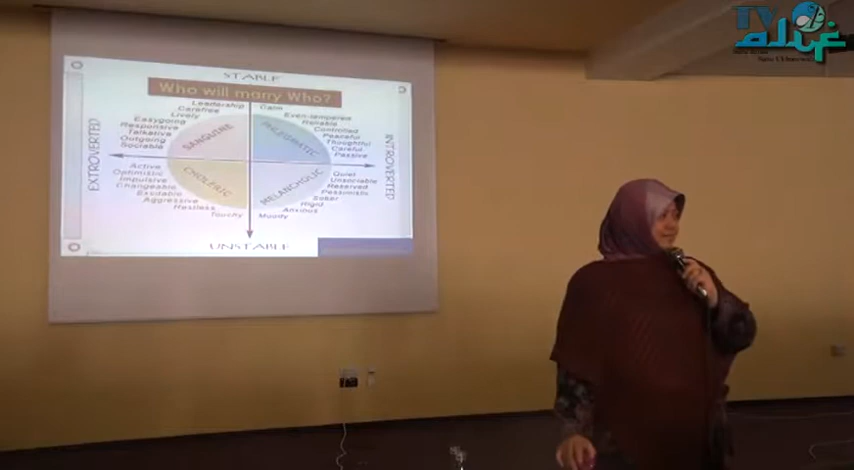 TV
alif
STABLE
Who will marry Who?
Leadership
Carefree
Lively
Easygoing
Responsive
Talkative
Outgoing
Sociable
Calm
Even-tempered
Reliable
Controlled
Peaceful
Thoughtful
Careful
Passive
SANGUINE
PHLEGMATIC
EXTROVERTED
INTROVERTED
CHOLERIC
MELANCHOLIC
Active
Optimistic
Impulsive
Changeable
Excitable
Aggressive
Restless
Touchy
Quiet
Unsociable
Reserved
Pessimistic
Sober
Rigid
Anxious
Moody
UNSTABLE